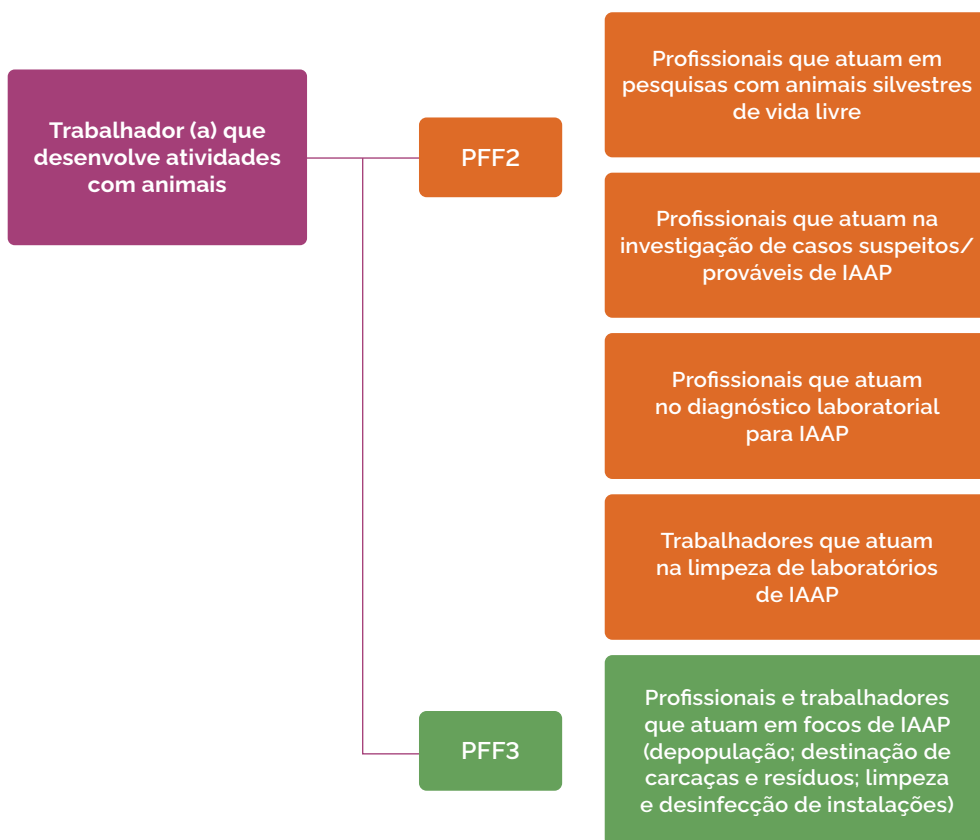 Trabalhador (a) que
desenvolve atividades
com animais
PFF2
Profissionais que atuam em
pesquisas com animais silvestres
de vida livre
Profissionais que atuam na
investigação de casos suspeitos/
prováveis de IAAP
Profissionais que atuam
no diagnóstico laboratorial
para IAAP
Trabalhadores que atuam
na limpeza de laboratórios
de IAAP
PFF3
Profissionais e trabalhadores
que atuam em focos de IAAP
(depopulação; destinação de
carcaças e resíduos; limpeza
e desinfecção de instalações)